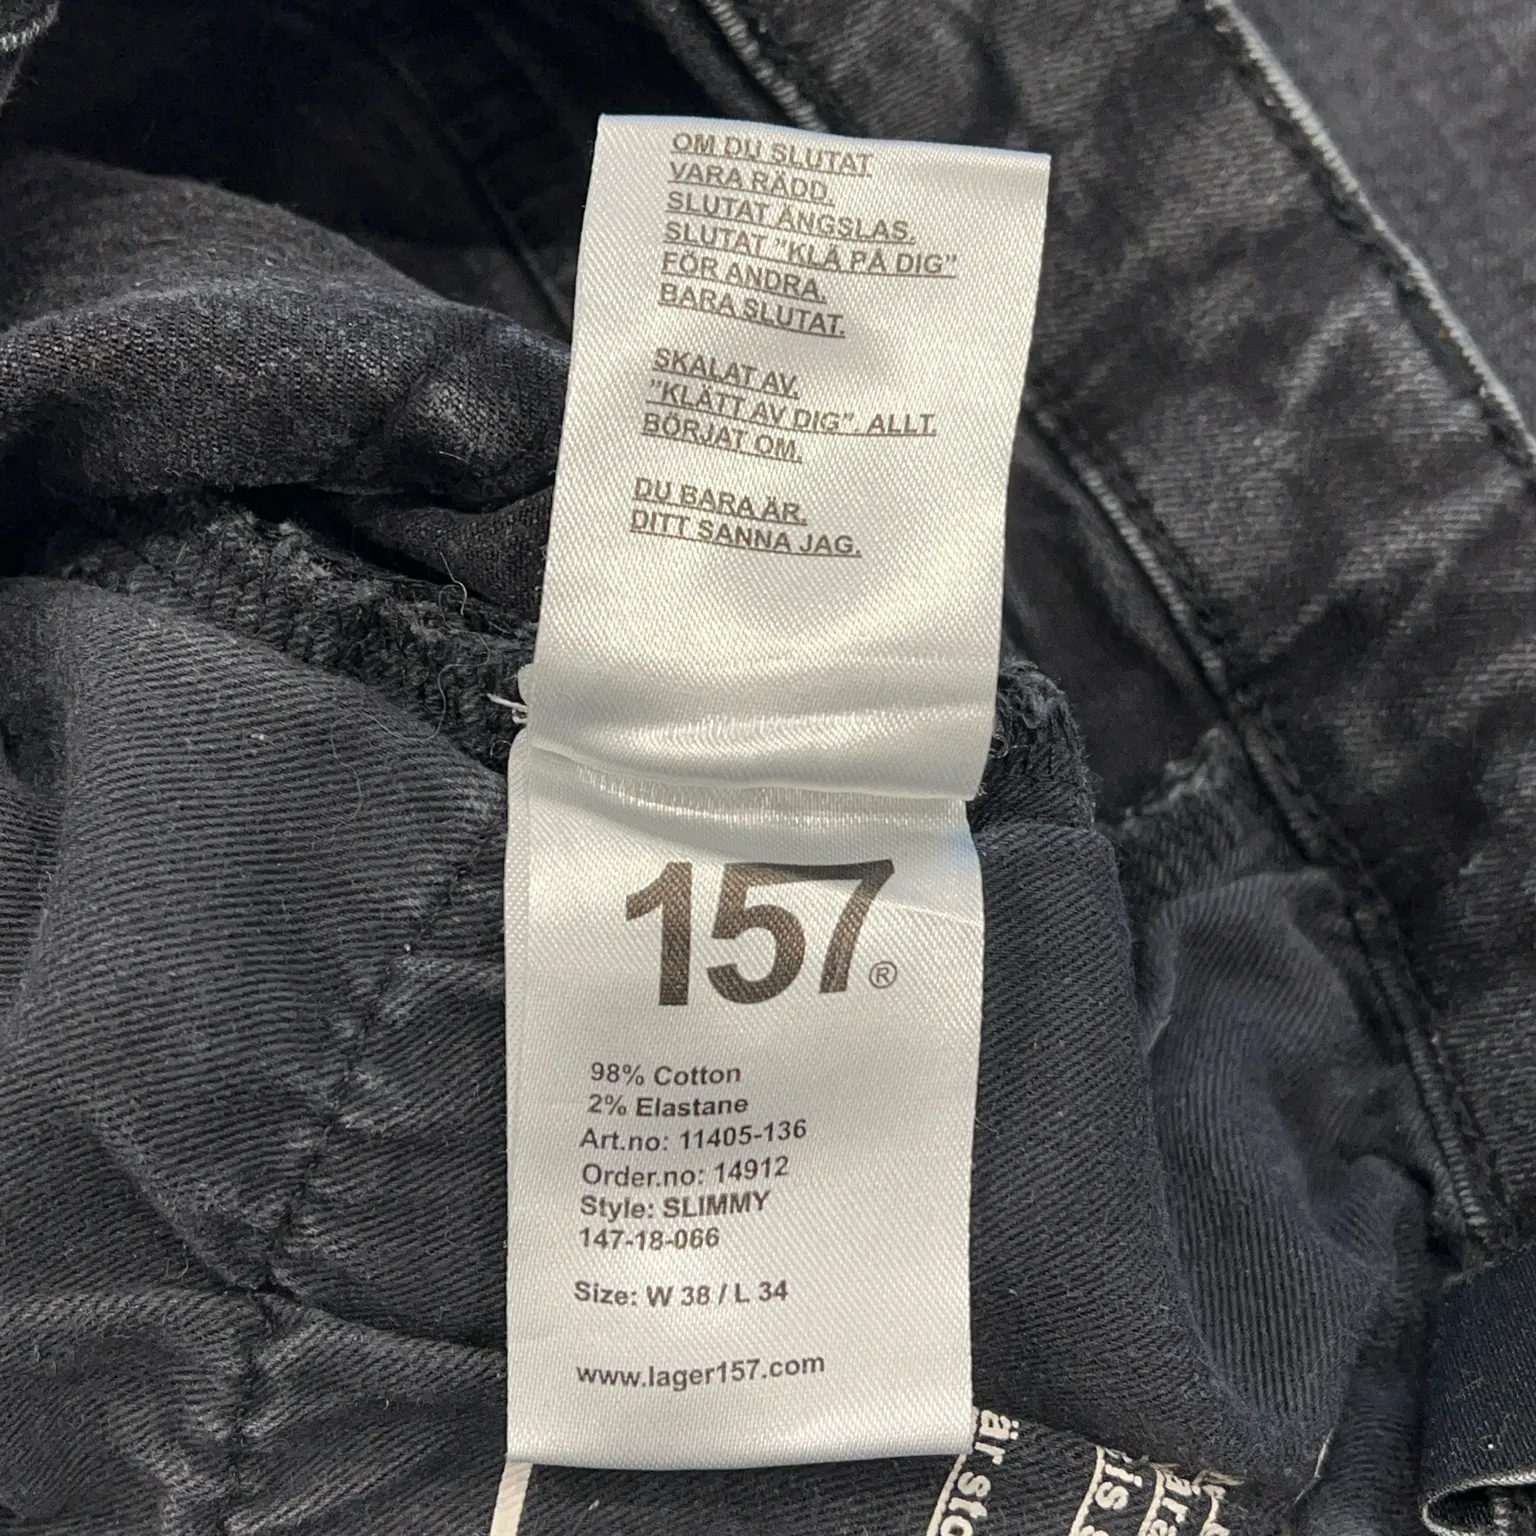 OM DU SLUTAT
VARA RÄDD.
SLUTAT ÄNGSLAS.
SLUTAT "KLÄ PÅ DIG"
FÖR ANDRA.
BARA SLUTAT.
SKALAT AV.
"KLÄTT AV DIG". ALLT.
BÖRJAT OM.
DU BARA ÄR.
DITT SANNA JAG.
157®
98% Cotton
2% Elastane
Art.no: 11405-136
Order.no: 14912
Style: SLIMMY
147-18-066
Size: W 38 / L 34
www.lager157.com
är sto